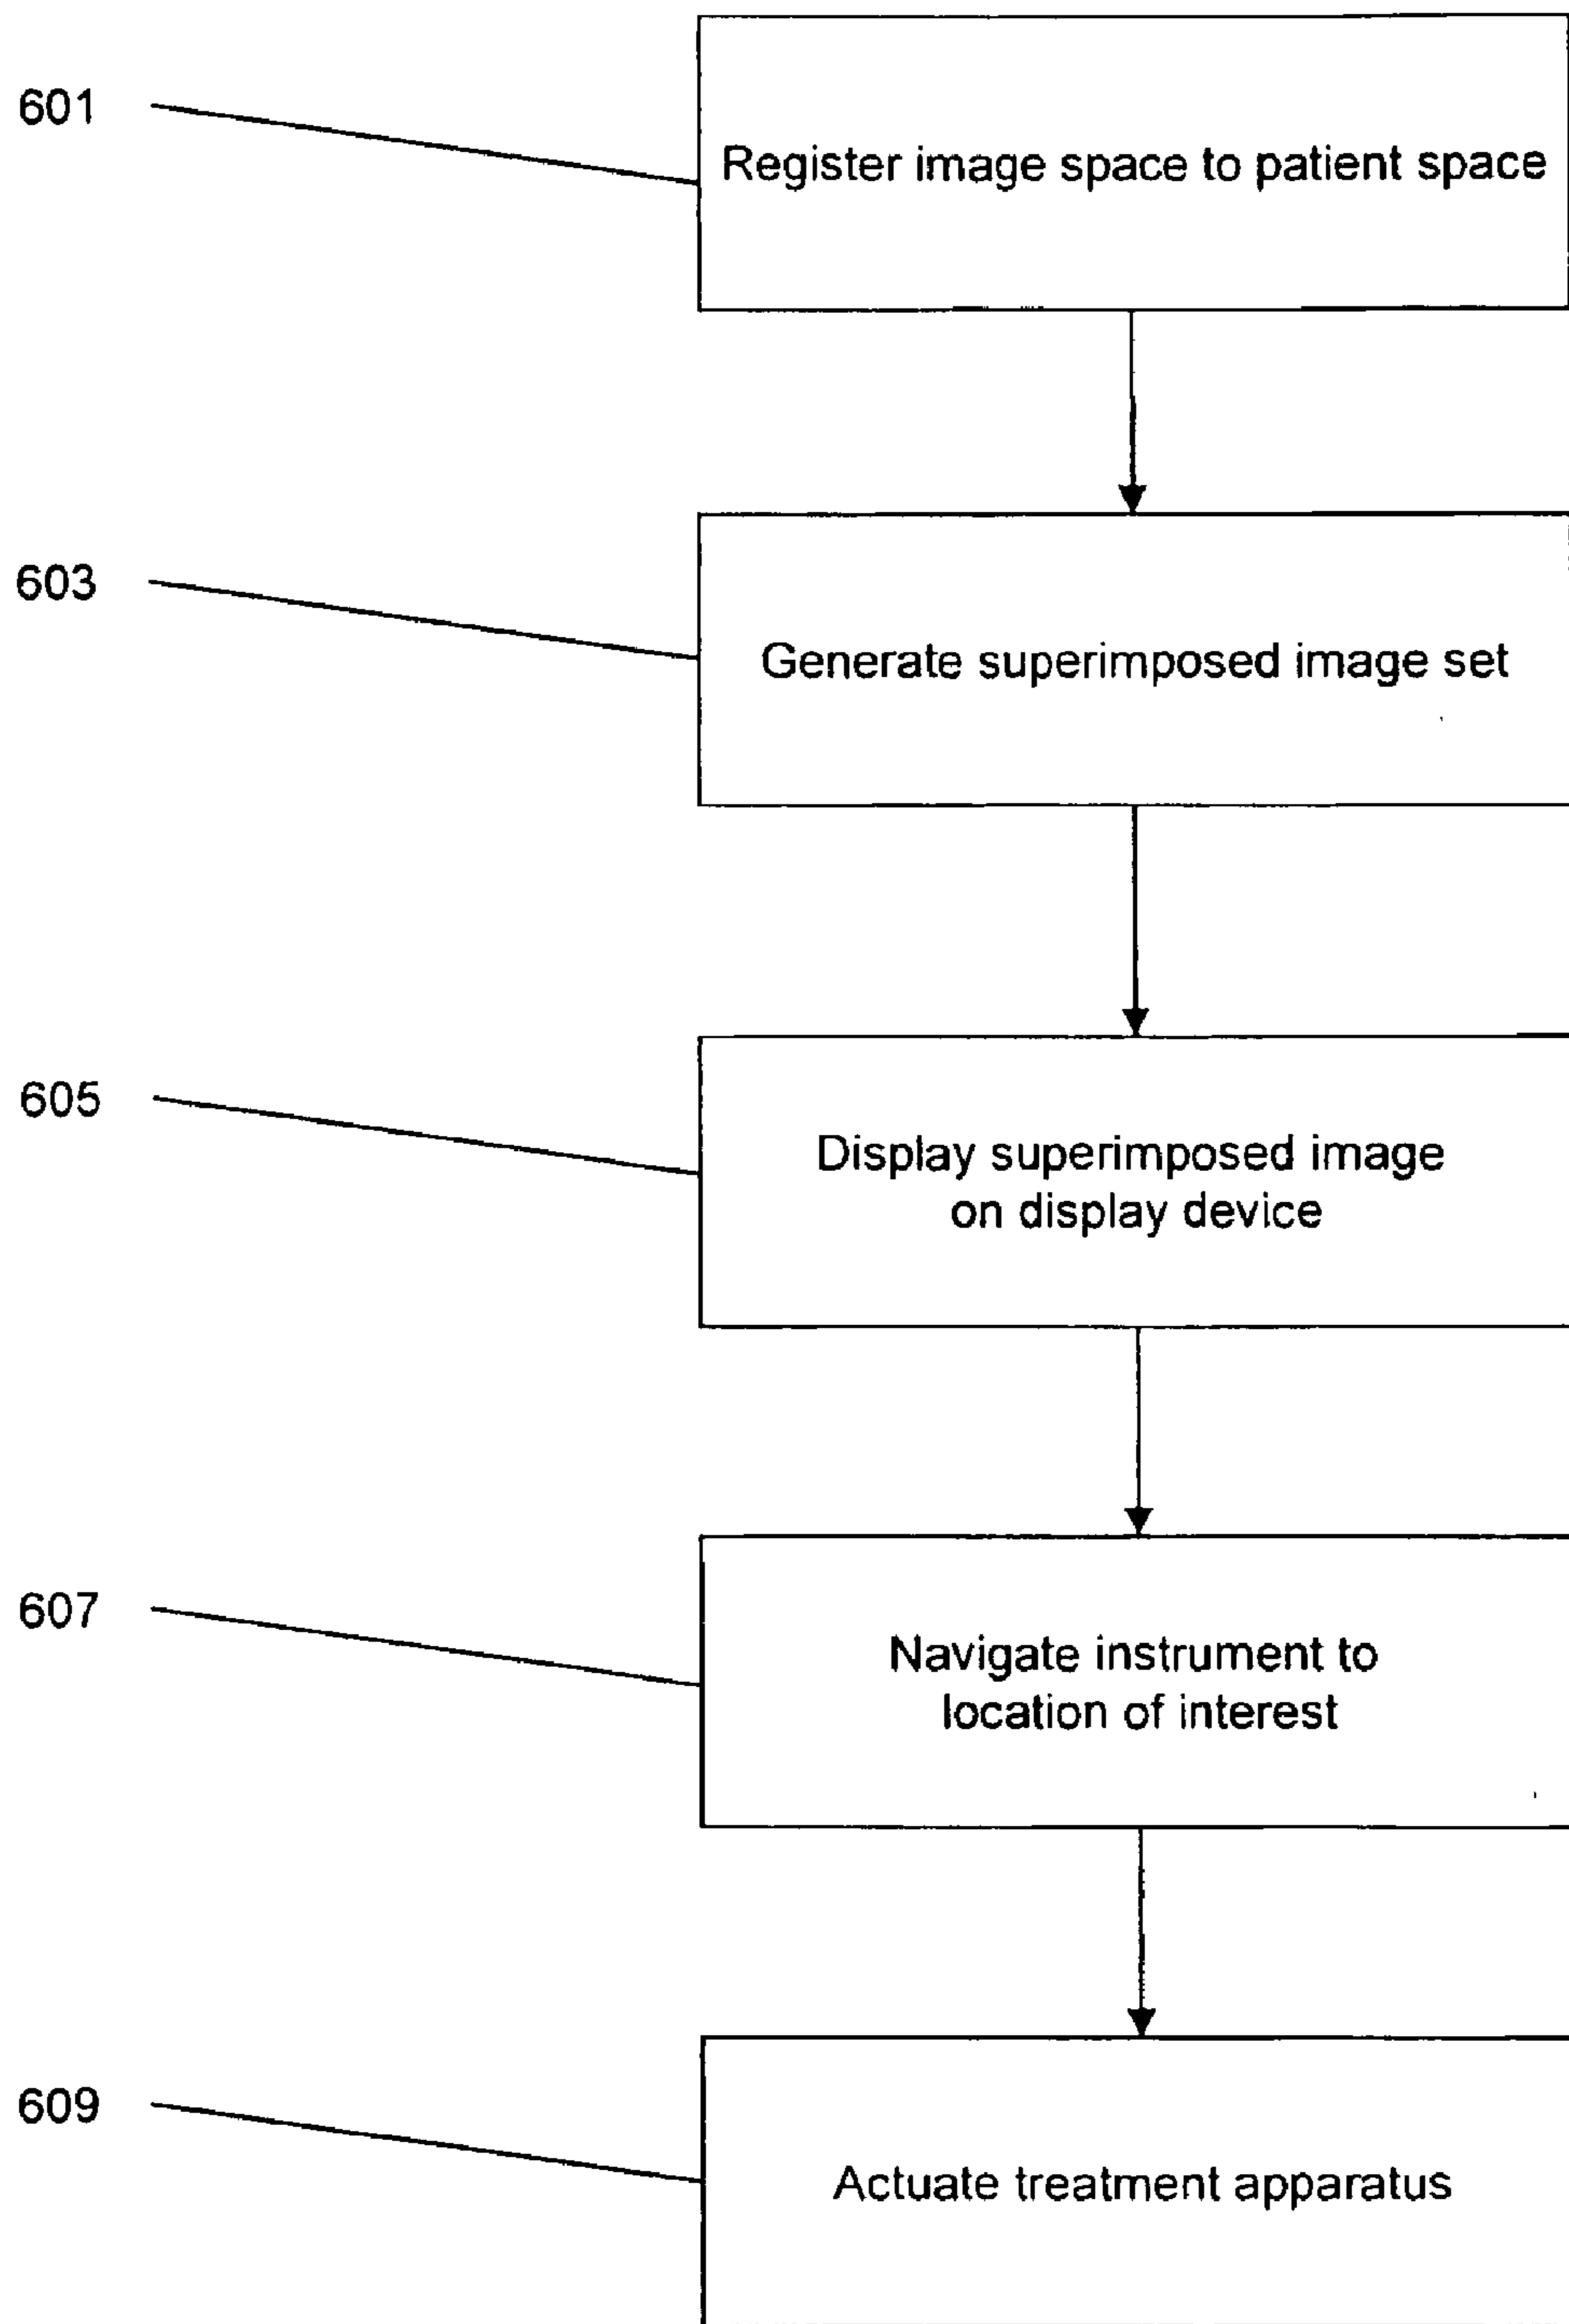 601
Register image space to patient space
603
Generate superimposed image set
605
Display superimposed image
on display device
607
Navigate instrument to
location of interest
609
Actuate treatment apparatus